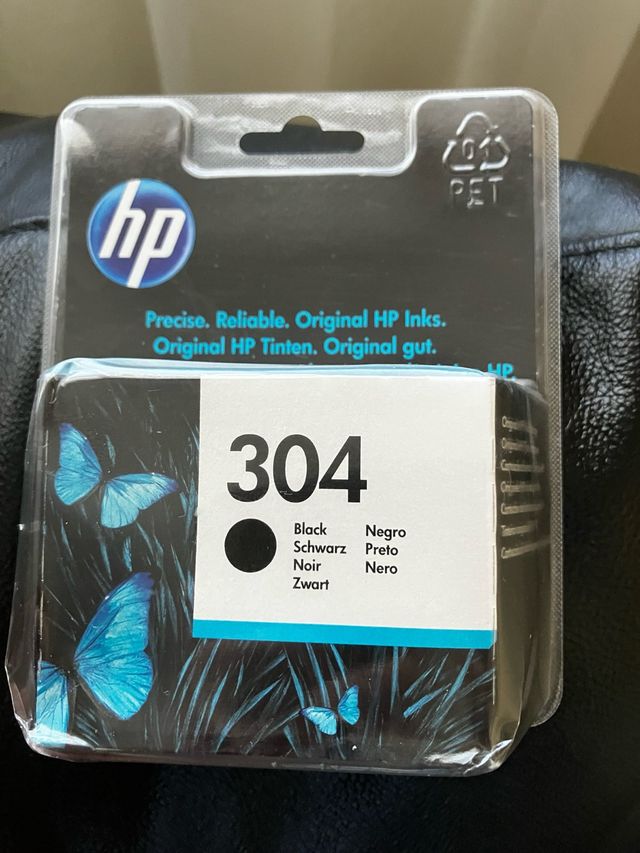 01
PET
hp
Precise. Reliable. Original HP Inks.
Original HP Tinten. Original gut.
HP.
304
Black
Schwarz
Noir
Zwart
Negro
Preto
Nero